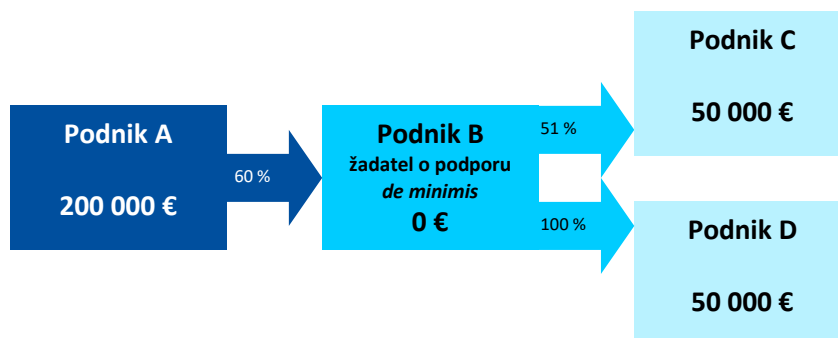 Podnik A
200 000 €
60 %
Podnik B
žadatel o podporu
de minimis
0 €
51 %
100 %
Podnik C
50 000 €
Podnik D
50 000 €